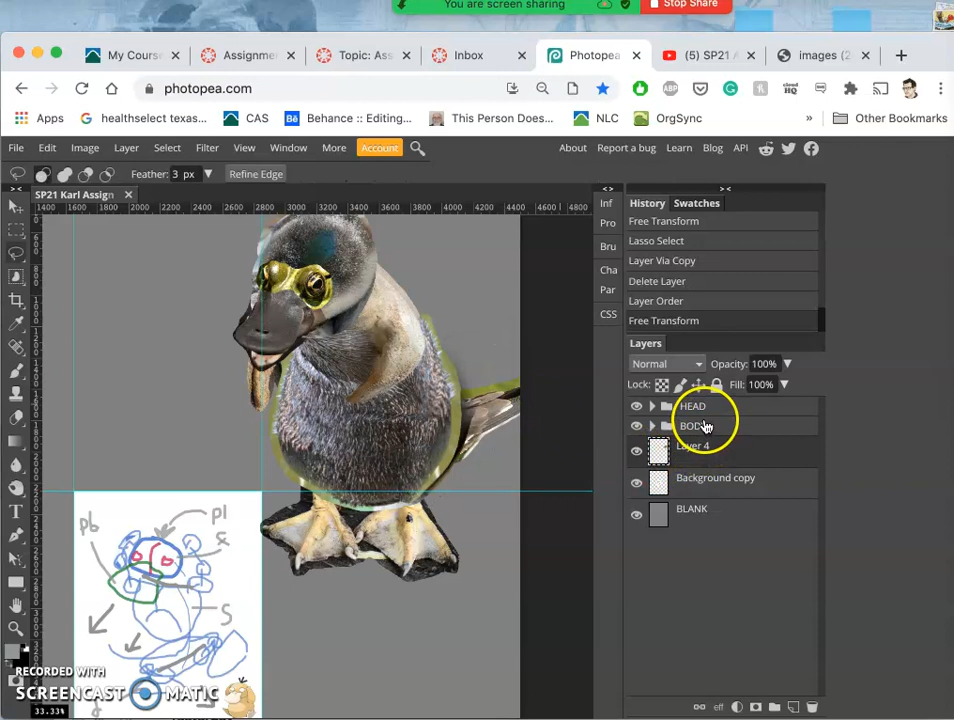 You are screen sharing
Stop Share
My Course
Assignme
Topic: Ass
Inbox
Photopea
(5) SP21 A
images (2
photopea.com
Apps
healthselect texas...
CAS
Behance :: Editing...
This Person Does...
NLC
OrgSync
Other Bookmarks
File Edit Image Layer Select Filter View Window More Account
About Report a bug Learn Blog API
Feather: 3 px
Refine Edge
SP21 Karl Assign
1400 1600 1800 2000 2200 2400 2600 2800 3000 3200 3400 3600 3800 4000 4200 4400 4600 4800
Inf
Pro
Bru
Cha
Par
CSS
History Swatches
Free Transform
Lasso Select
Layer Via Copy
Delete Layer
Layer Order
Free Transform
Layers
Normal
Opacity: 100%
Lock:
Fill: 100%
HEAD
Layer 4
Background copy
BLANK
pb
pl
S
RECORDED WITH
SCREENCAST MATIC
33.33%